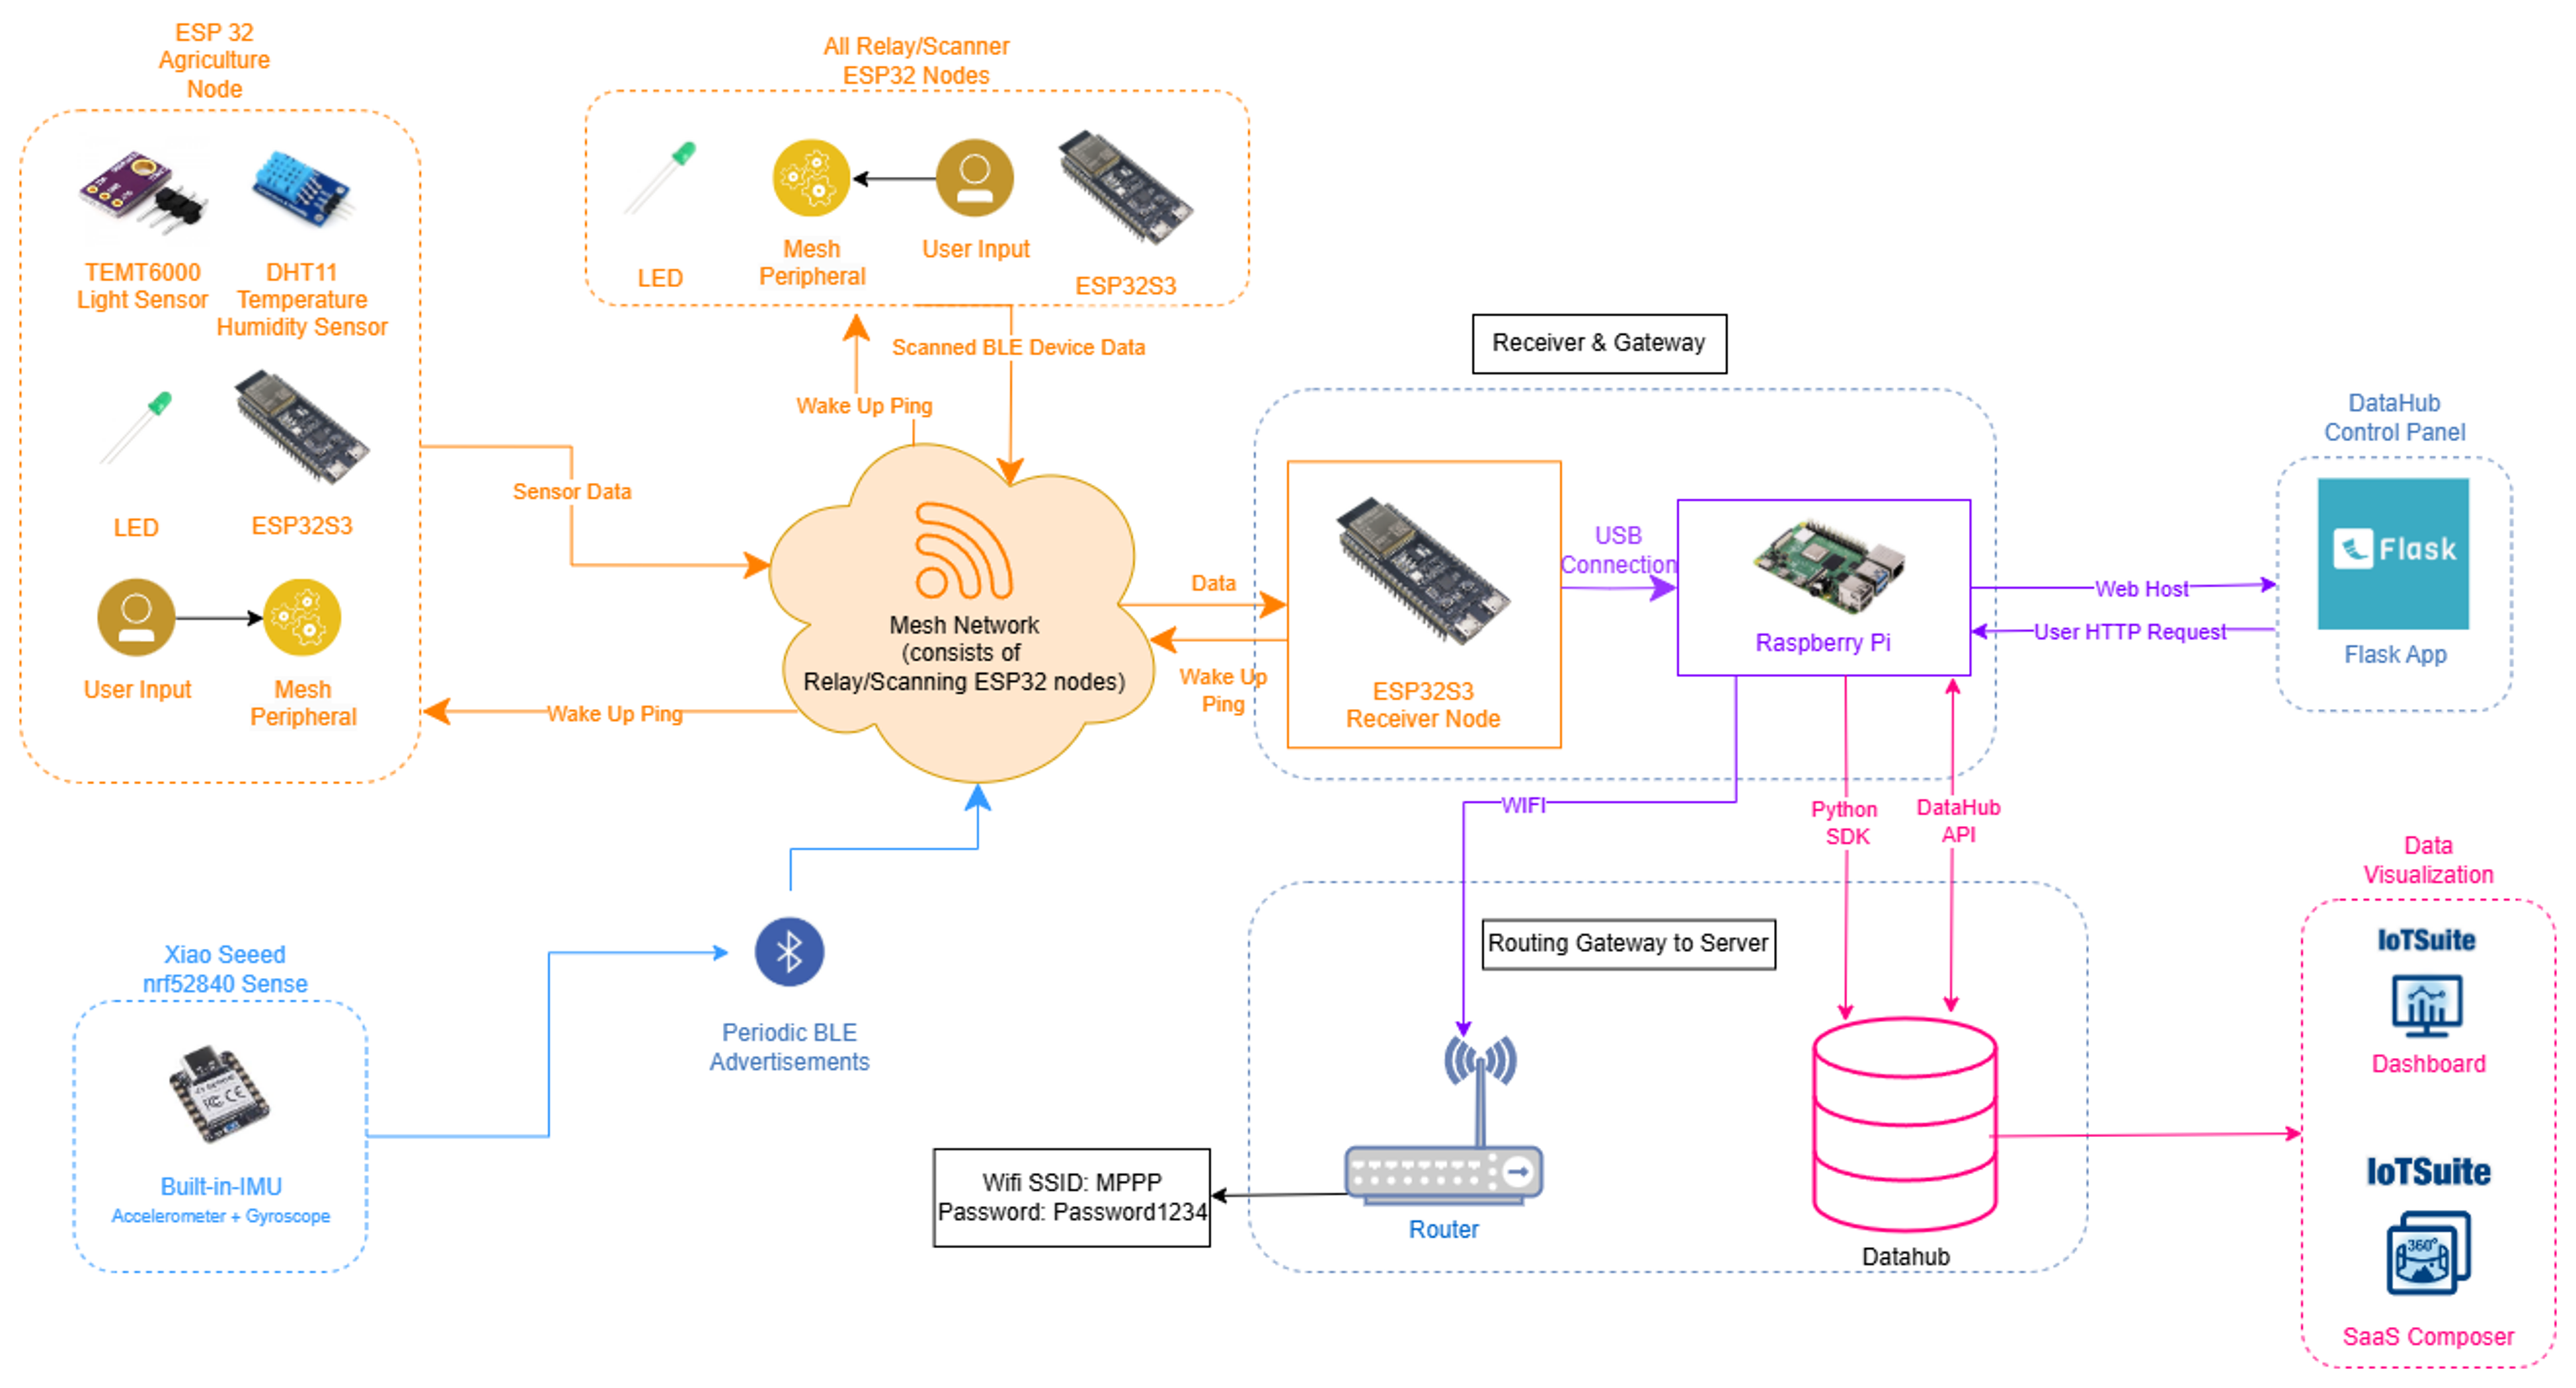 ESP 32
Agriculture
Node
TEMT6000
Light Sensor
DHT11
Temperature
Humidity Sensor
LED
ESP32S3
User Input
Mesh
Peripheral
All Relay/Scanner
ESP32 Nodes
LED
Mesh
Peripheral
User Input
ESP32S3
Scanned BLE Device Data
Wake Up Ping
Sensor Data
Wake Up Ping
Mesh Network
(consists of
Relay/Scanning ESP32 nodes)
Data
Wake Up
Ping
Receiver & Gateway
ESP32S3
Receiver Node
USB
Connection
Raspberry Pi
Web Host
User HTTP Request
DataHub
Control Panel
Flask
Flask App
WIFI
Python
SDK
DataHub
API
Xiao Seeed
nrf52840 Sense
Built-in-IMU
Accelerometer + Gyroscope
Periodic BLE
Advertisements
Routing Gateway to Server
Wifi SSID: MPPP
Password: Password1234
Router
Datahub
Data
Visualization
IoTSuite
Dashboard
IoTSuite
360°
SaaS Composer